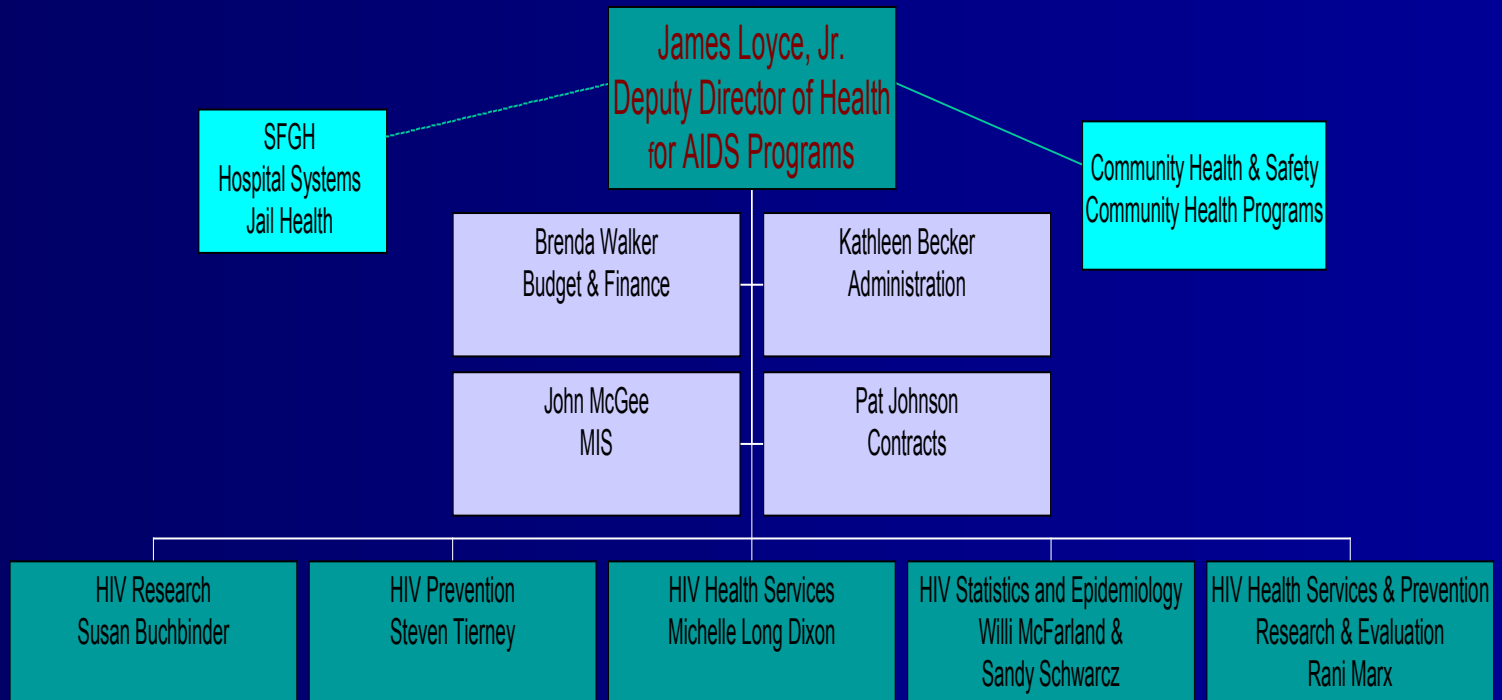 James Loyce, Jr.
Deputy Director of Health
for AIDS Programs
SFGH
Hospital Systems
Jail Health
Community Health & Safety
Community Health Programs
Brenda Walker
Budget & Finance
Kathleen Becker
Administration
John McGee
MIS
Pat Johnson
Contracts
HIV Research
Susan Buchbinder
HIV Prevention
Steven Tierney
HIV Health Services
Michelle Long Dixon
HIV Statistics and Epidemiology
Willi McFarland &
Sandy Schwarcz
HIV Health Services & Prevention
Research & Evaluation
Rani Marx